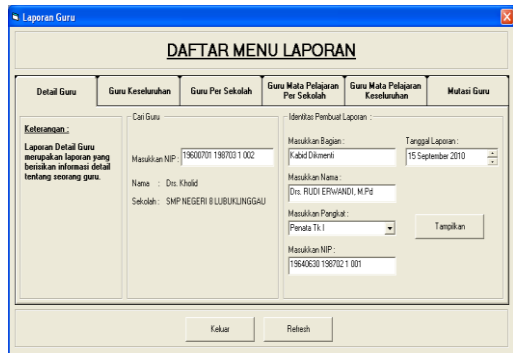 Laporan Guru
DAFTAR MENU LAPORAN
Detail Guru
Guru Keseluruhan
Guru Per Sekolah
Guru Mata Pelajaran
Per Sekolah
Guru Mata Pelajaran
Keseluruhan
Mutasi Guru
Keterangan :
Laporan Detail Guru
merupakan laporan yang
berisikan informasi detail
tentang seorang guru.
Cari Guru
Masukkan NIP : 19600701 198703 1 002
Nama : Drs. Kholid
Sekolah : SMP NEGERI 8 LUBUKLINGGAU
Identitas Pembuat Laporan :
Masukkan Bagian :
Kabid Dikmenti
Masukkan Nama :
Drs. RUDI ERWANDI, M.Pd
Masukkan Pangkat :
Penata Tk.I
Masukkan NIP :
19640630 198702 1 001
Tanggal Laporan :
15 September 2010
Tampilkan
Keluar
Refresh